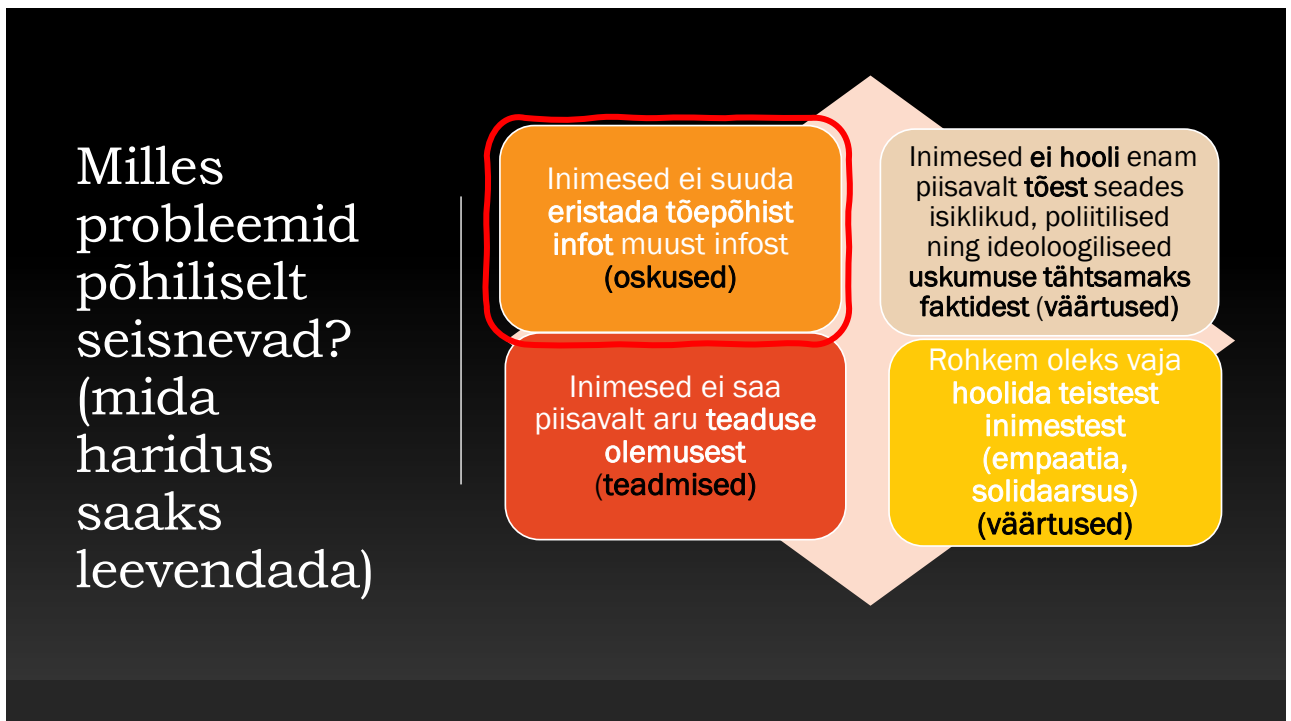 Milles
probleemid
põhiliselt
seisnevad?
(mida
haridus
saaks
leevendada)
Inimesed ei suuda
eristada tõepõhist
infot muust infost
(oskused)
Inimesed ei hooli enam
piisavalt tõest seades
isiklikud, poliitilised
ning ideoloogiliseed
uskumuse tähtsamaks
faktidest (väärtused)
Inimesed ei saa
piisavalt aru teaduse
olemusest
(teadmised)
Rohkem oleks vaja
hoolida teistest
inimestest
(empaatia,
solidaarsus)
(väärtused)